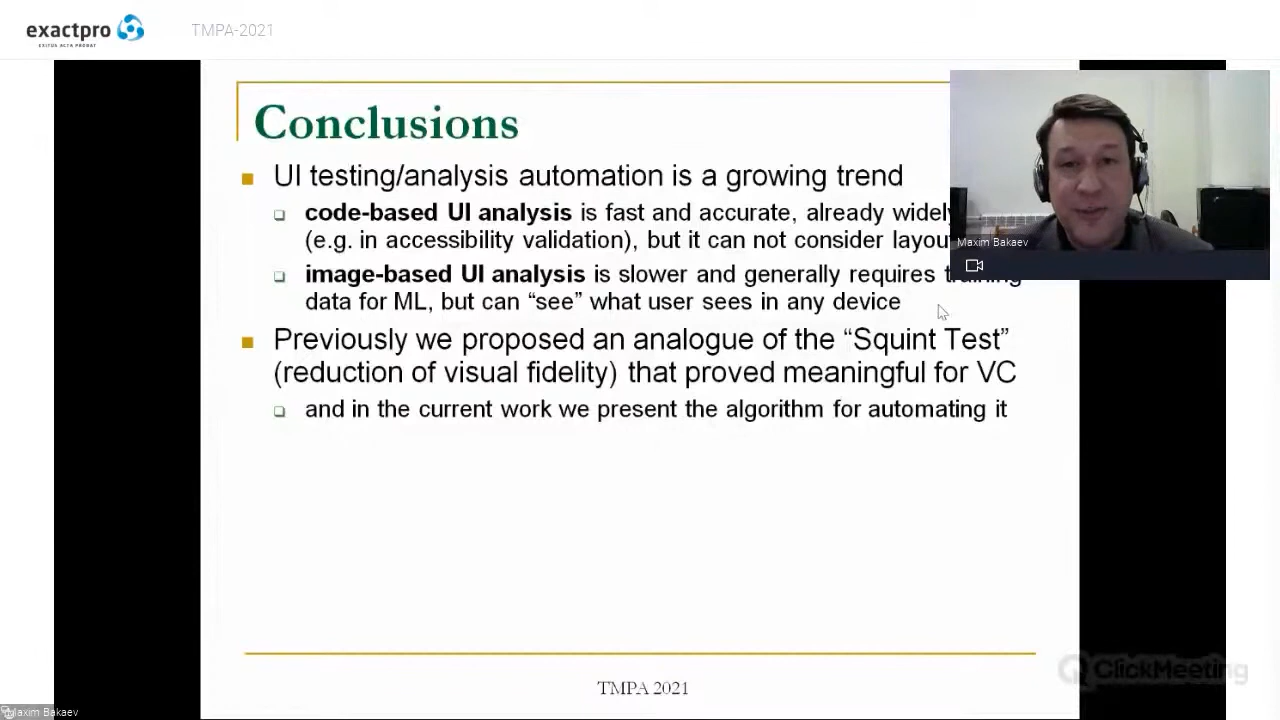 exactpro
EXITUS ACTA PROBAT
TMPA-2021
Conclusions
UI testing/analysis automation is a growing trend
code-based UI analysis is fast and accurate, already widely
(e.g. in accessibility validation), but it can not consider
image-based UI analysis is slower and generally requires training
data for ML, but can “see” what user sees in any device
Previously we proposed an analogue of the “Squint Test”
(reduction of visual fidelity) that proved meaningful for VC
and in the current work we present the algorithm for automating it
Maxim Bakaev
TMPA 2021
ClickMeeting
Maxim Bakaev